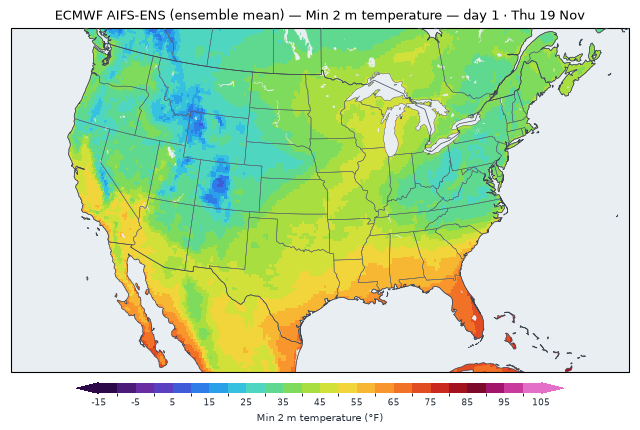 ECMWF AIFS-ENS (ensemble mean) — Min 2 m temperature — day 1 · Thu 19 Nov
-15 -5 5 15 25 35 45 55 65 75 85 95 105
Min 2 m temperature (°F)